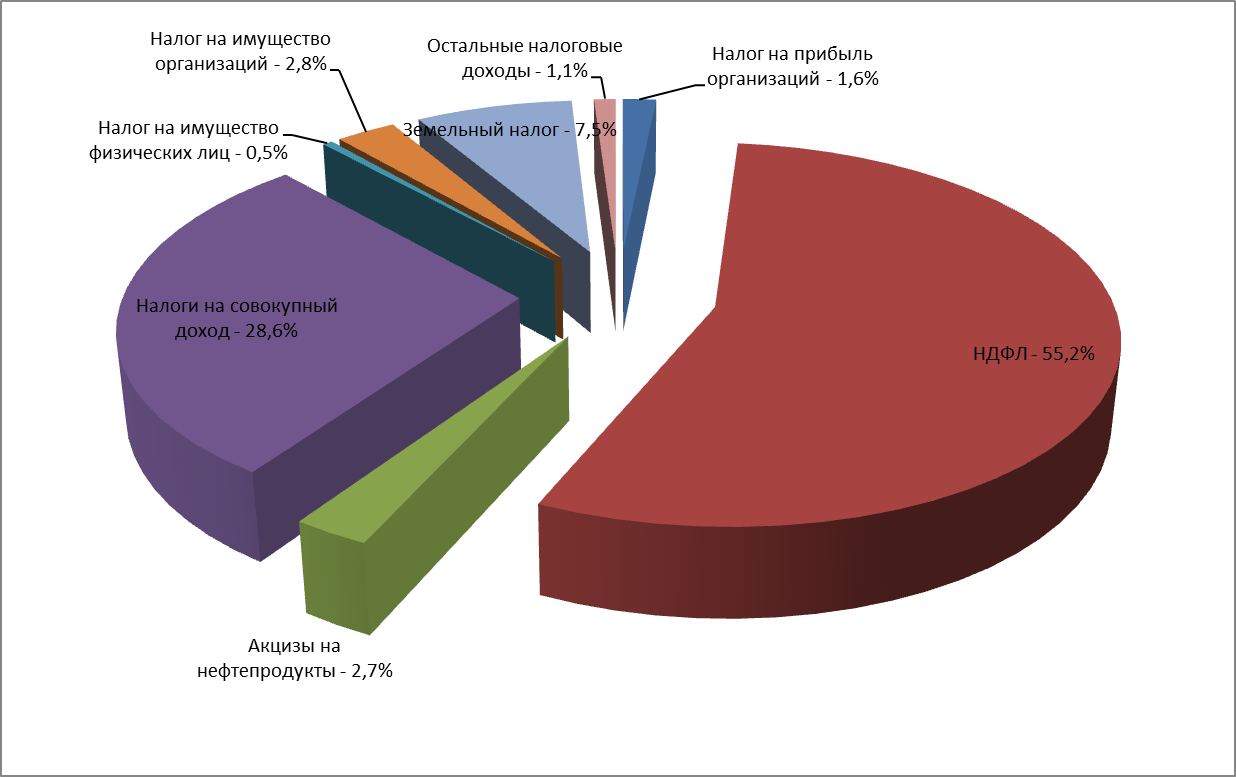 Налог на имущество
организаций - 2,8%
Остальные налоговые
доходы - 1,1%
Налог на прибыль
организаций - 1,6%
Налог на имущество
физических лиц - 0,5%
Земельный налог - 7,5%
Налоги на совокупный
доход - 28,6%
НДФЛ - 55,2%
Акцизы на
нефтепродукты - 2,7%